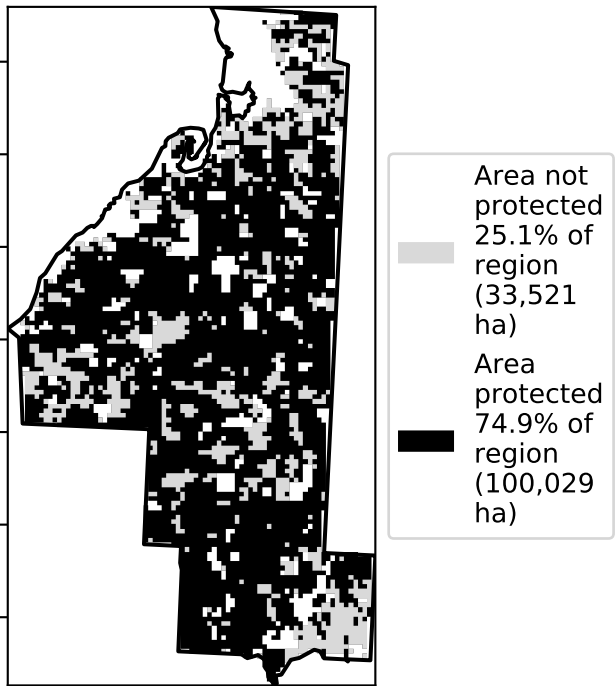 Area not
protected
25.1% of
region
(33,521
ha)
Area
protected
74.9% of
region
(100,029
ha)